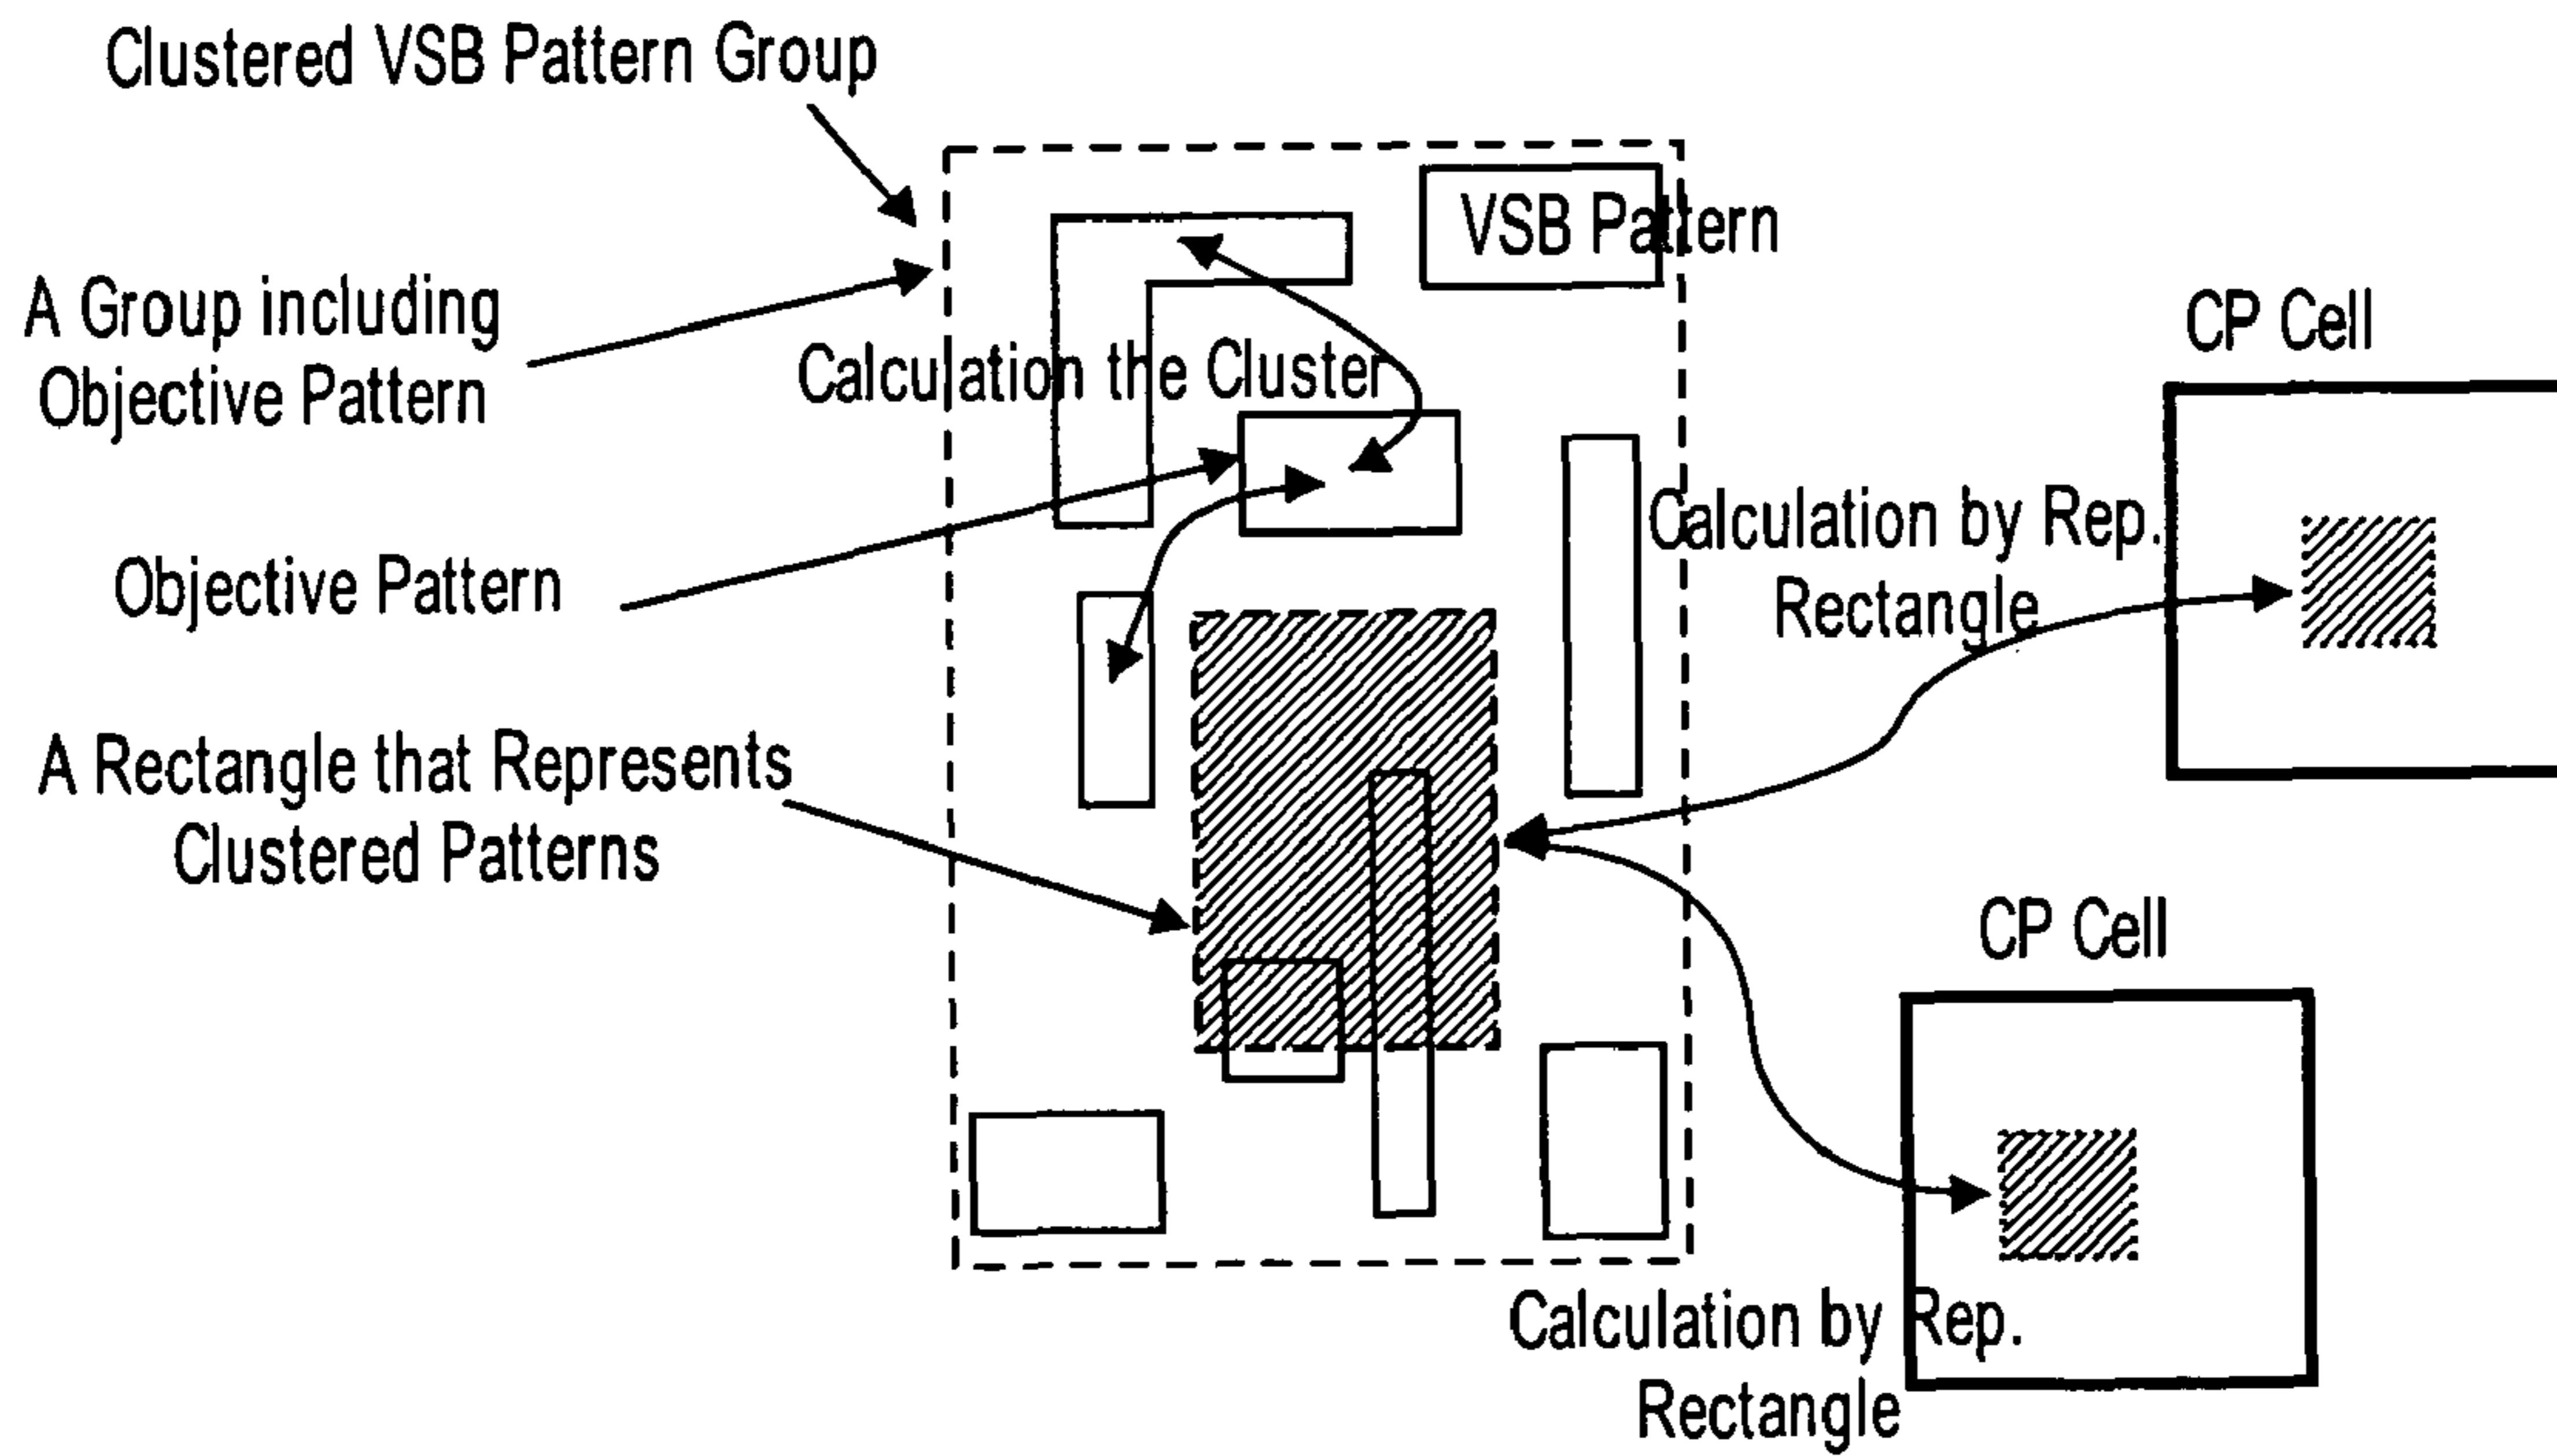 Clustered VSB Pattern Group
VSB Pattern
A Group including
Objective Pattern
Calculation the Cluster
CP Cell
Objective Pattern
Calculation by Rep.
Rectangle
A Rectangle that Represents
Clustered Patterns
CP Cell
Calculation by Rep.
Rectangle